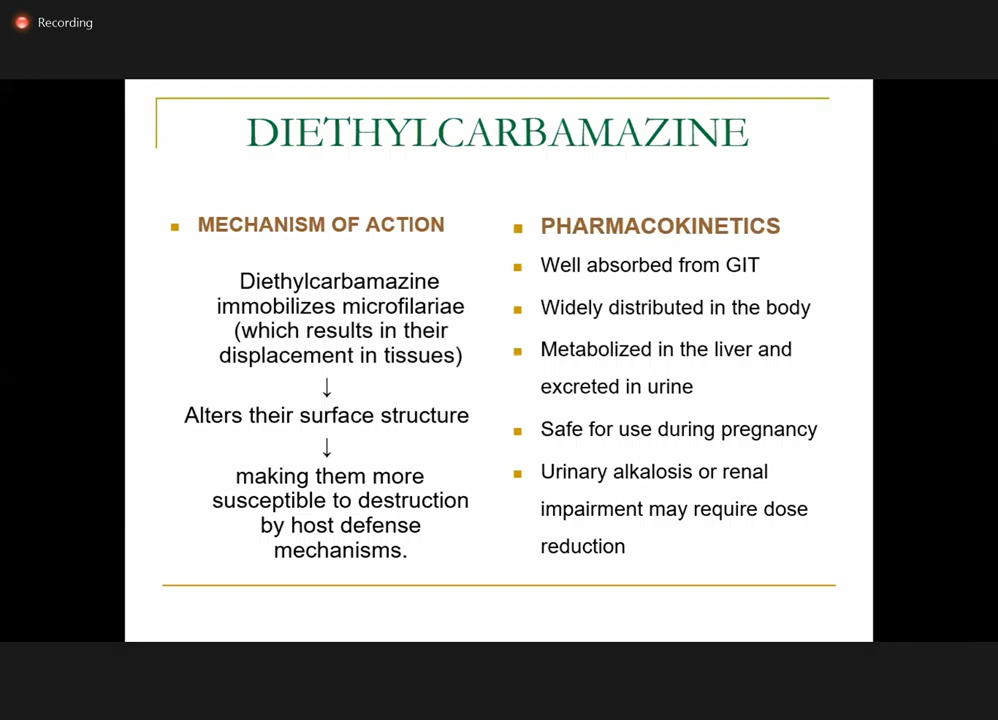 Recording
DIETHYLCARBAMAZINE
MECHANISM OF ACTION
Diethylcarbamazine
immobilizes microfilariae
(which results in their
displacement in tissues)
↓
Alters their surface structure
↓
making them more
susceptible to destruction
by host defense
mechanisms.
PHARMACOKINETICS
Well absorbed from GIT
Widely distributed in the body
Metabolized in the liver and
excreted in urine
Safe for use during pregnancy
Urinary alkalosis or renal
impairment may require dose
reduction